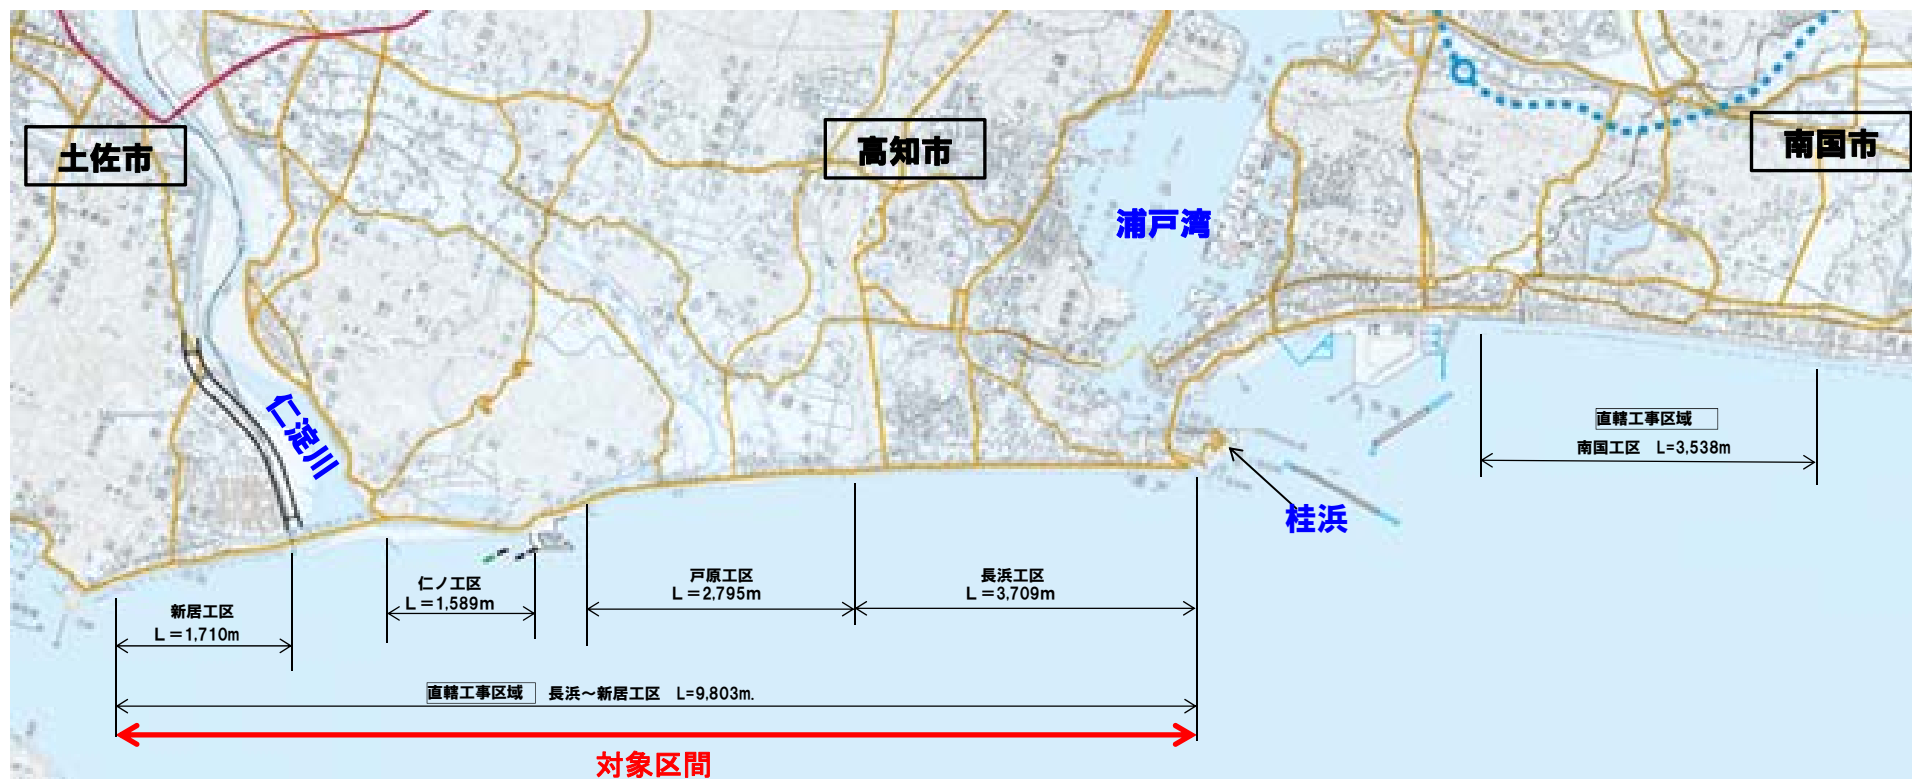 土佐市
高知市
南国市
浦戸湾
仁淀川
直轄工事区域
南国工区 L=3,538m
桂浜
仁ノ工区
L=1,589m
戸原工区
L=2,795m
長浜工区
L=3,709m
新居工区
L=1,710m
直轄工事区域 長浜～新居工区 L=9,803m.
対象区間